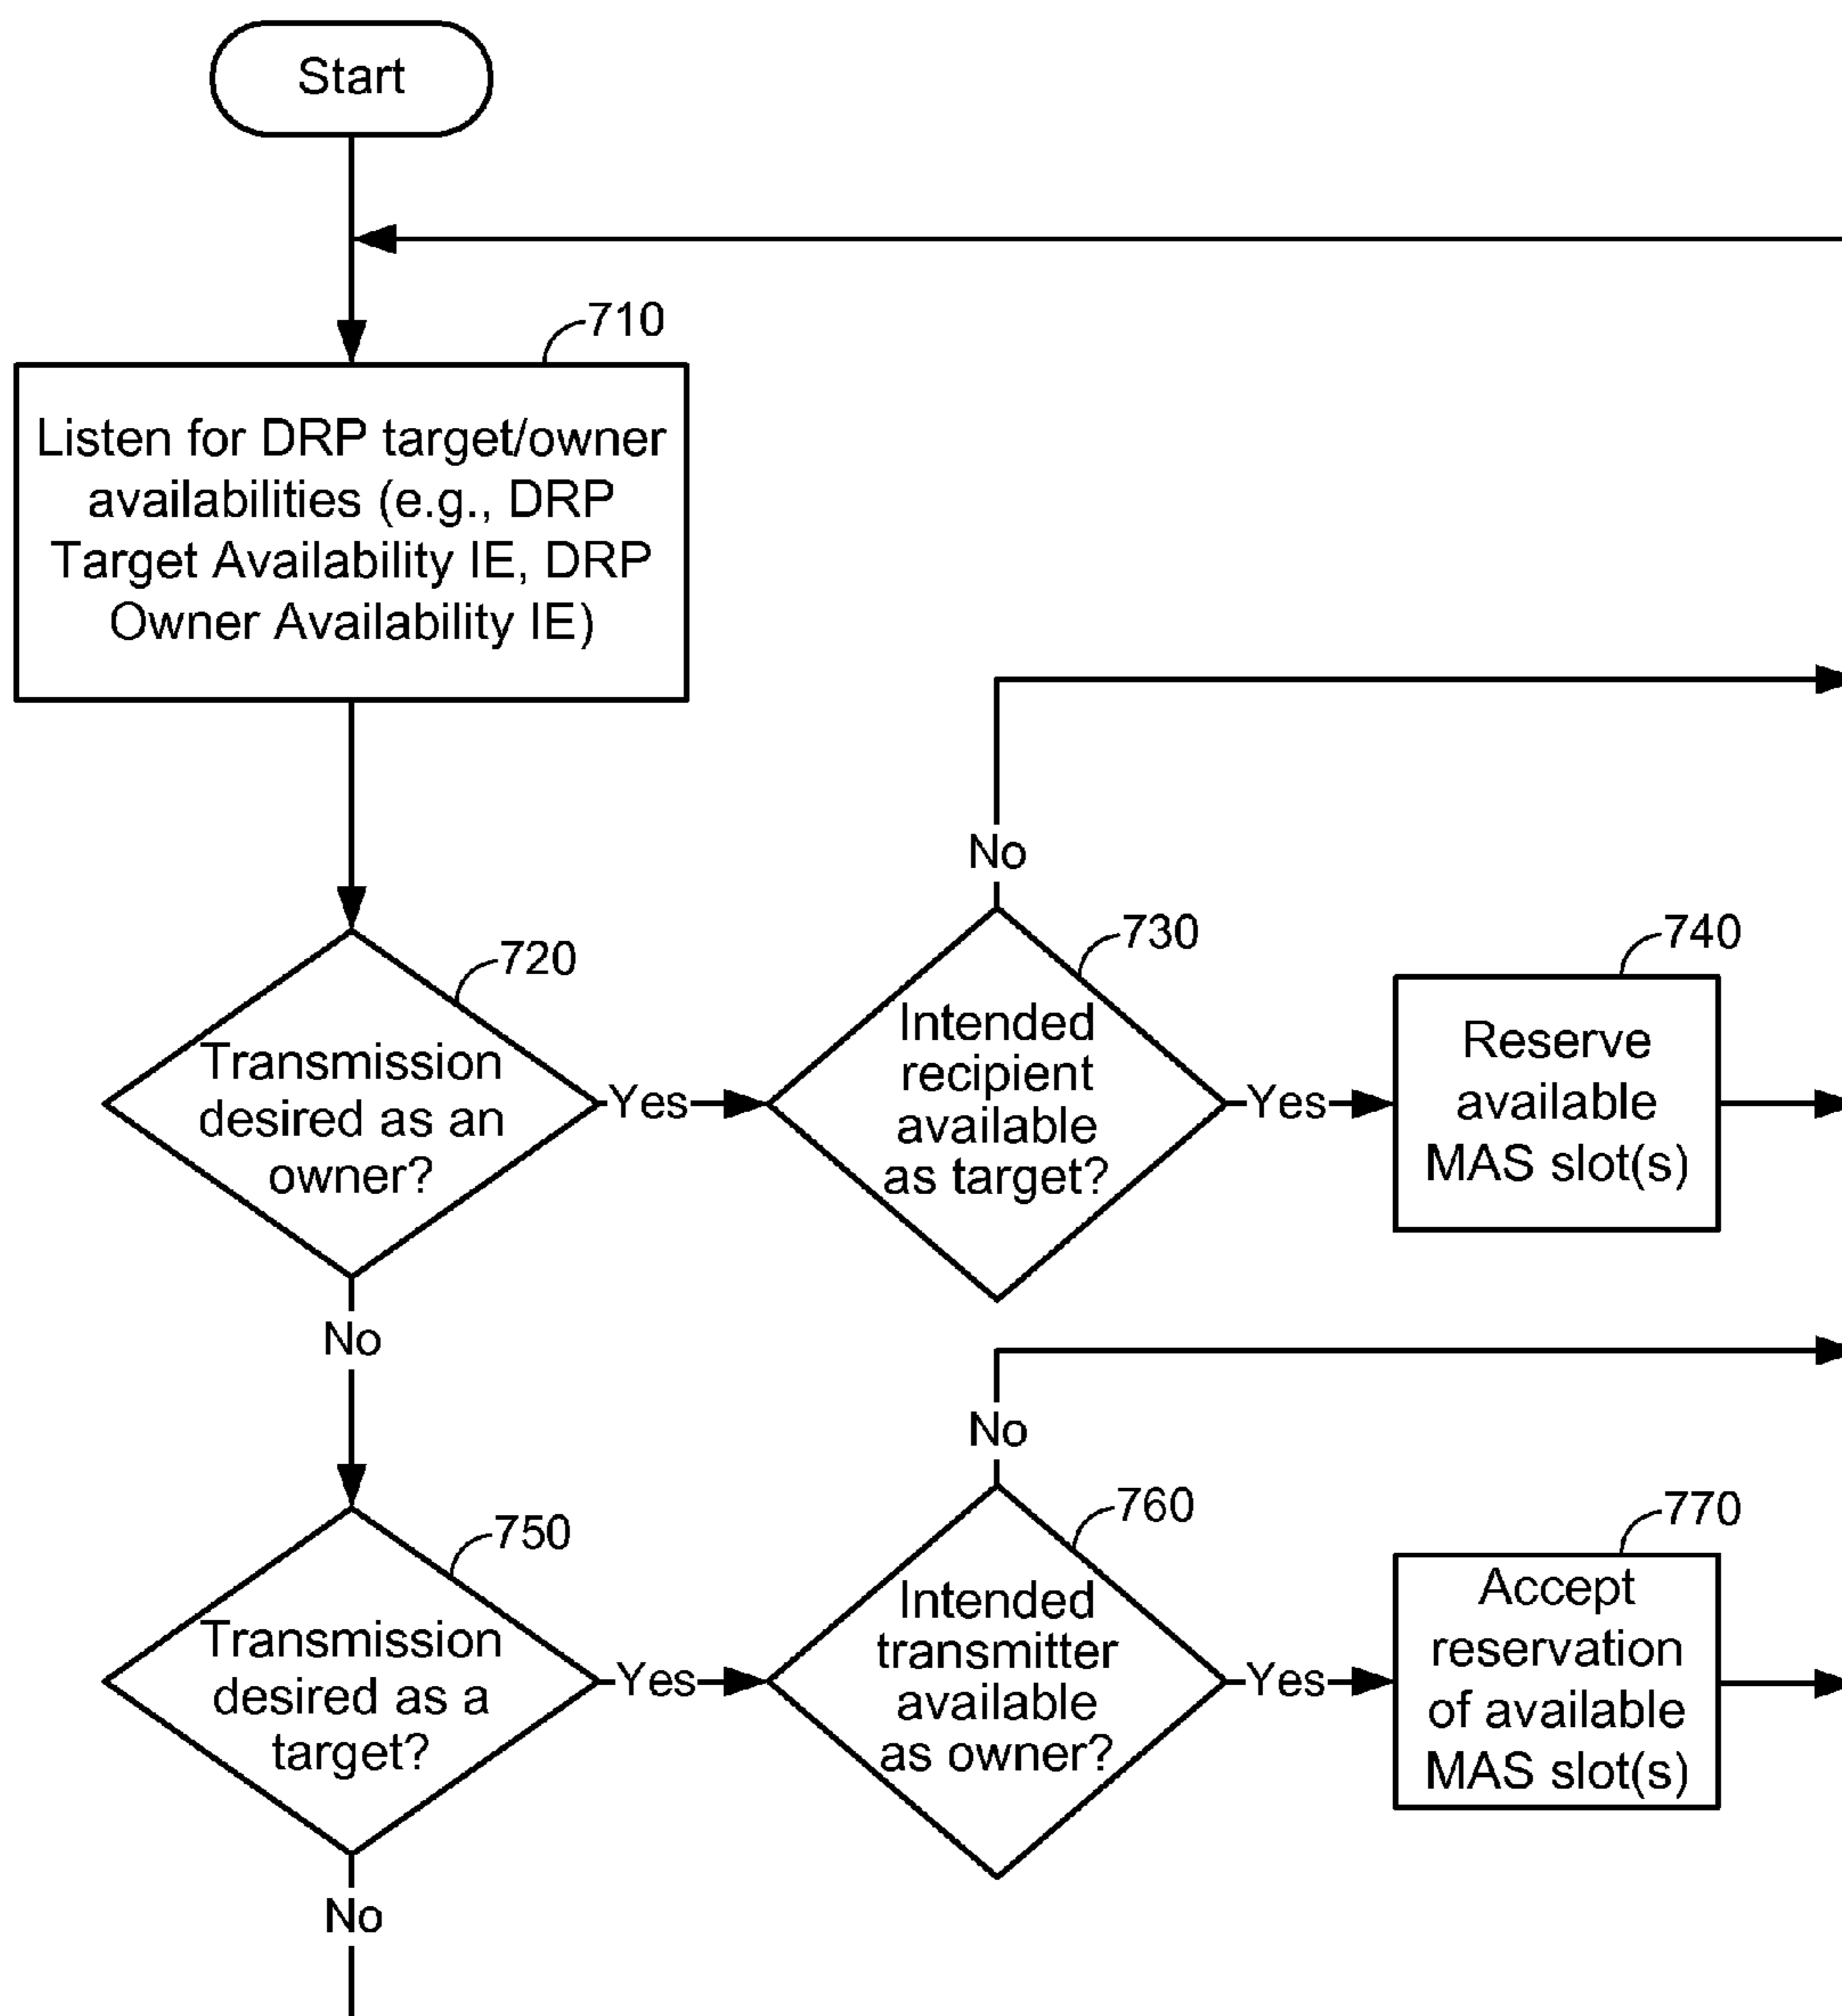 Start
710
Listen for DRP target/owner
availabilities (e.g., DRP
Target Availability IE, DRP
Owner Availability IE)
720
Transmission
desired as an
owner?
Yes
No
730
Intended
recipient
available
as target?
No
Yes
740
Reserve
available
MAS slot(s)
750
Transmission
desired as a
target?
Yes
No
760
Intended
transmitter
available
as owner?
No
Yes
770
Accept
reservation
of available
MAS slot(s)